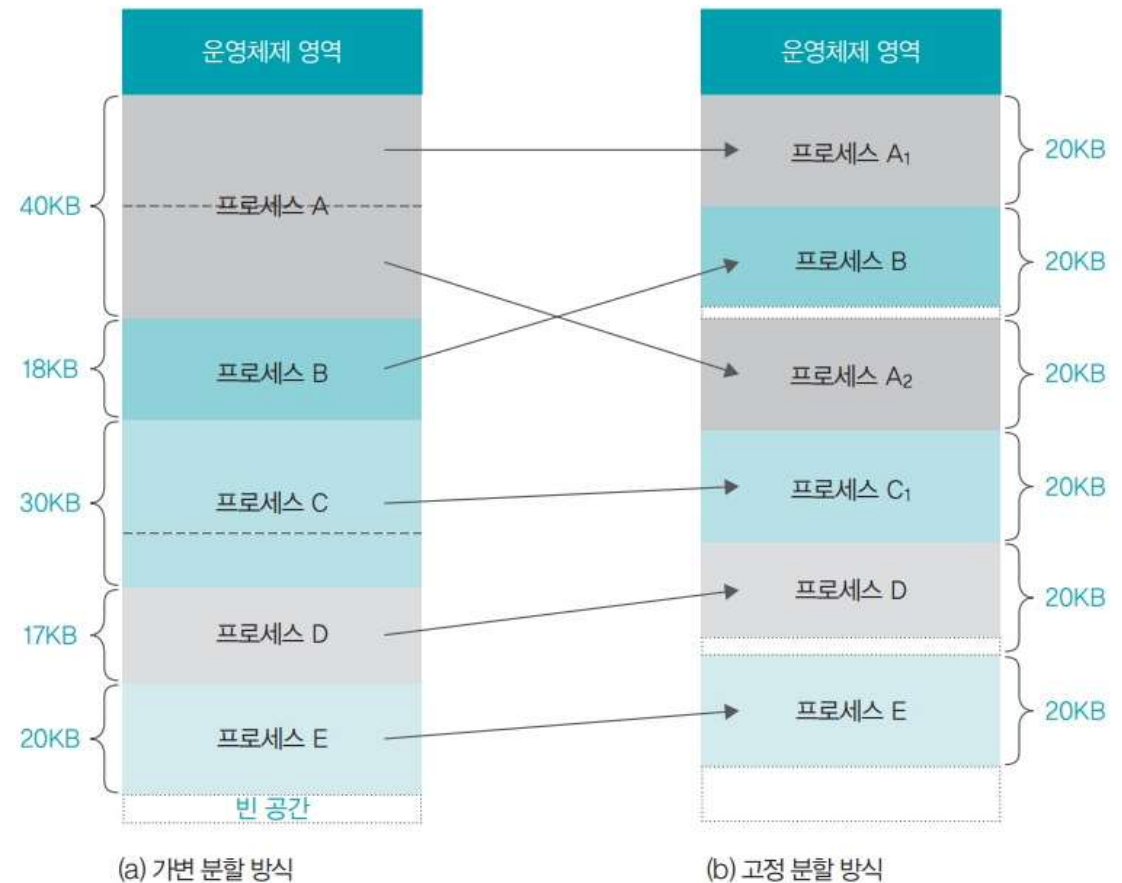 운영체제 영역
40KB
프로세스 A
18KB
프로세스 B
30KB
프로세스 C
17KB
프로세스 D
20KB
프로세스 E
빈 공간
(a) 가변 분할 방식
운영체제 영역
프로세스 A₁
20KB
프로세스 B
20KB
프로세스 A₂
20KB
프로세스 C₁
20KB
프로세스 D
20KB
프로세스 E
20KB
(b) 고정 분할 방식